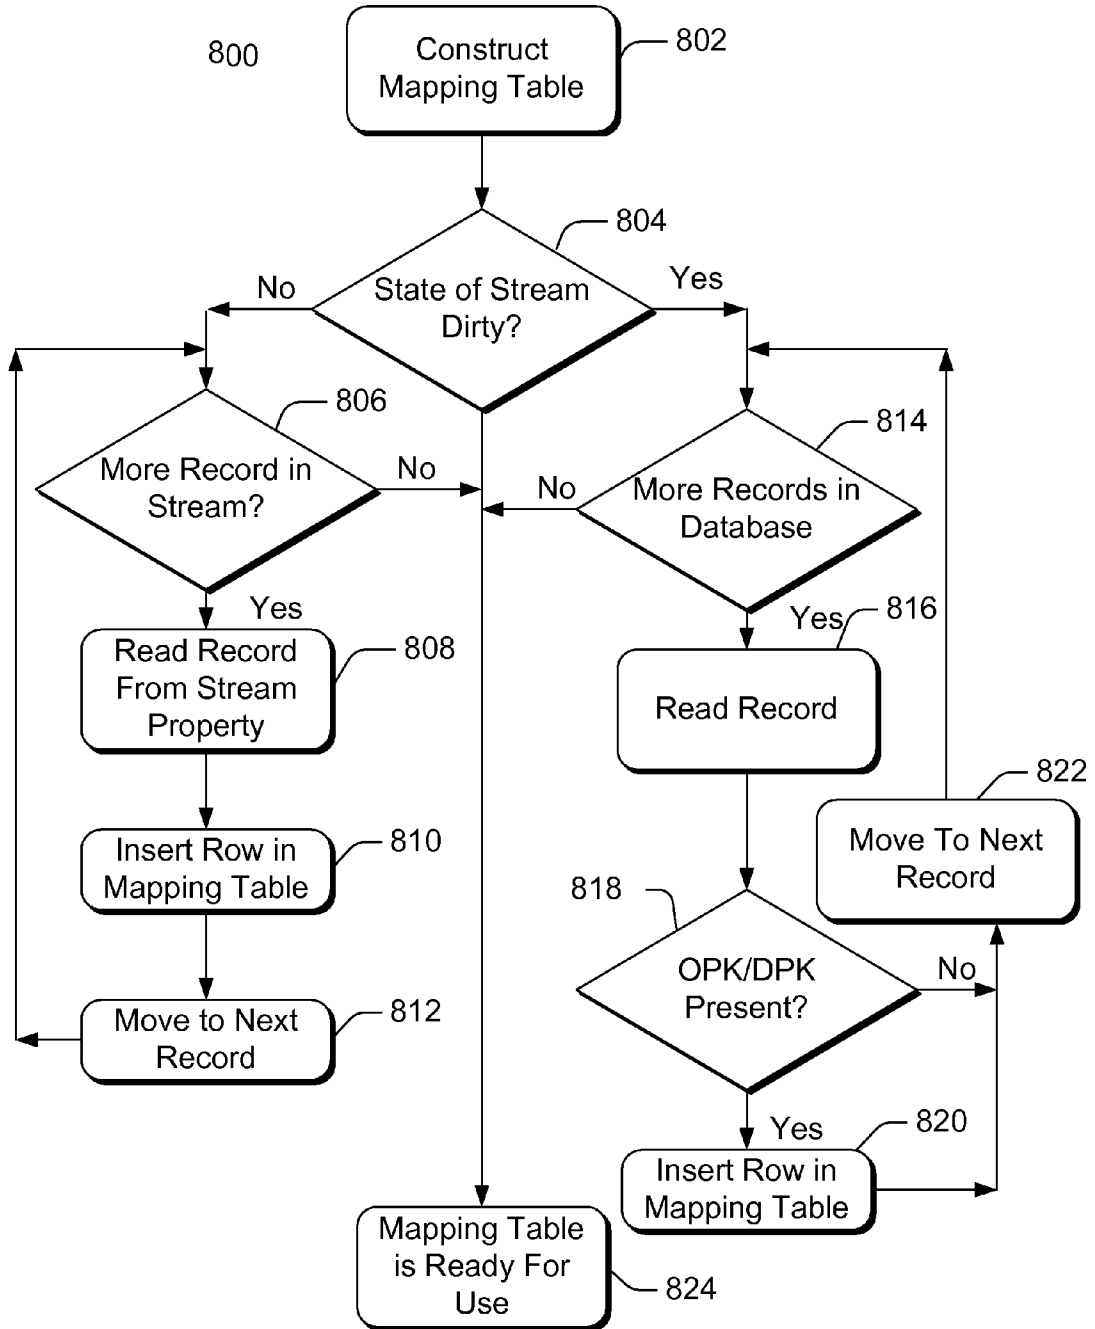 800
Construct
Mapping Table
802
804
State of Stream
Dirty?
No
Yes
806
More Record in
Stream?
No
Yes
814
More Records in
Database
No
Yes
808
Read Record
From Stream
Property
816
Read Record
810
Insert Row in
Mapping Table
822
Move To Next
Record
818
OPK/DPK
Present?
No
Yes
812
Move to Next
Record
820
Insert Row in
Mapping Table
Mapping Table
is Ready For
Use
824